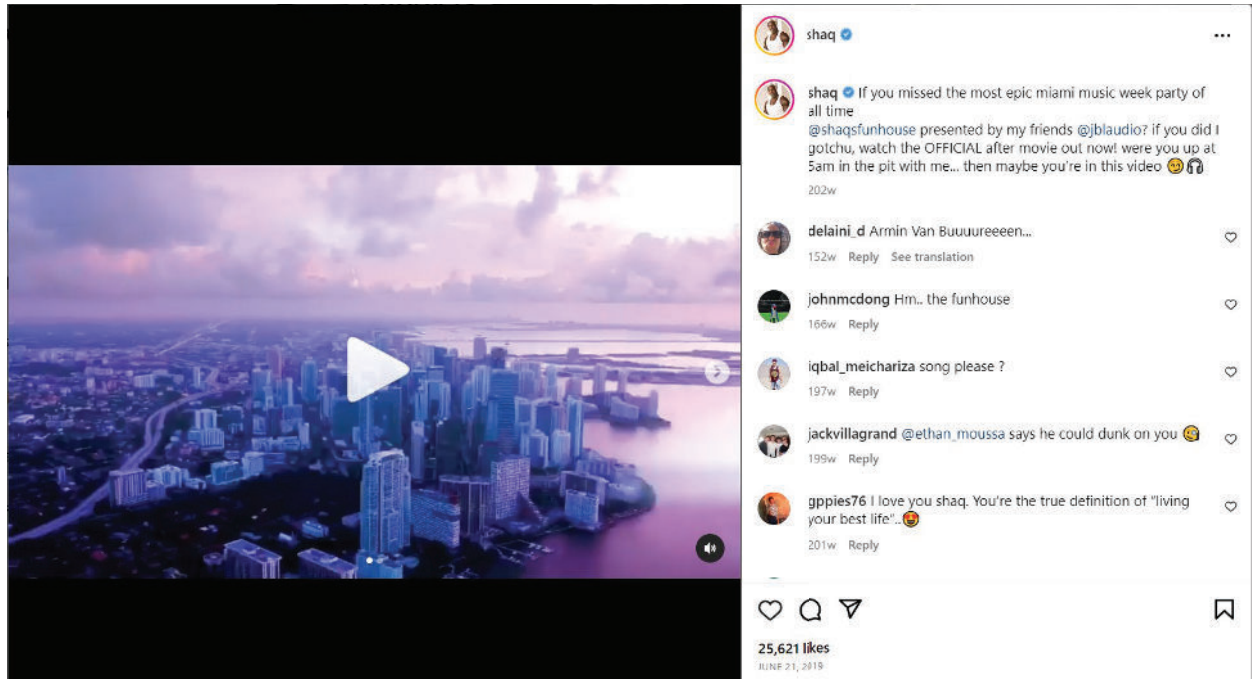 shaq
shaq If you missed the most epic miami music week party of
all time
@shaqsfunhouse presented by my friends @jblaudio? if you did I
gotchu, watch the OFFICIAL after movie out now! were you up at
5am in the pit with me... then maybe you're in this video 😏🎧
202w
delaini_d Armin Van Buuuureeeen...
152w Reply See translation
johnmcdong Hm.. the funhouse
166w Reply
iqbal_meichariza song please ?
197w Reply
jackvillagrand @ethan_moussa says he could dunk on you 🧐
199w Reply
gppies76 I love you shaq. You're the true definition of "living
your best life"..🤩
201w Reply
25,621 likes
JUNE 21, 2019